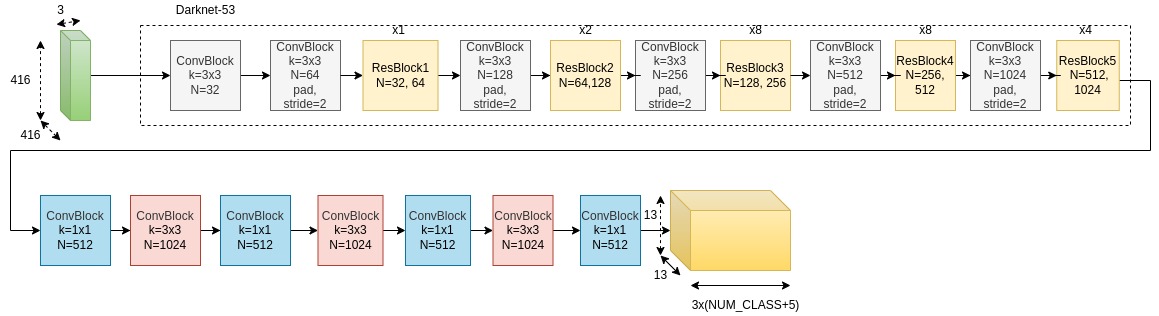 3
Darknet-53
416
416
ConvBlock
k=3x3
N=32
ConvBlock
k=3x3
N=64
pad,
stride=2
x1
ResBlock1
N=32, 64
ConvBlock
k=3x3
N=128
pad,
stride=2
x2
ResBlock2
N=64,128
ConvBlock
k=3x3
N=256
pad,
stride=2
x8
ResBlock3
N=128, 256
ConvBlock
k=3x3
N=512
pad,
stride=2
x8
ResBlock4
N=256,
512
ConvBlock
k=3x3
N=1024
pad,
stride=2
x4
ResBlock5
N=512,
1024
ConvBlock
k=1x1
N=512
ConvBlock
k=3x3
N=1024
ConvBlock
k=1x1
N=512
ConvBlock
k=3x3
N=1024
ConvBlock
k=1x1
N=512
ConvBlock
k=3x3
N=1024
ConvBlock
k=1x1
N=512
13
13
3x(NUM_CLASS+5)